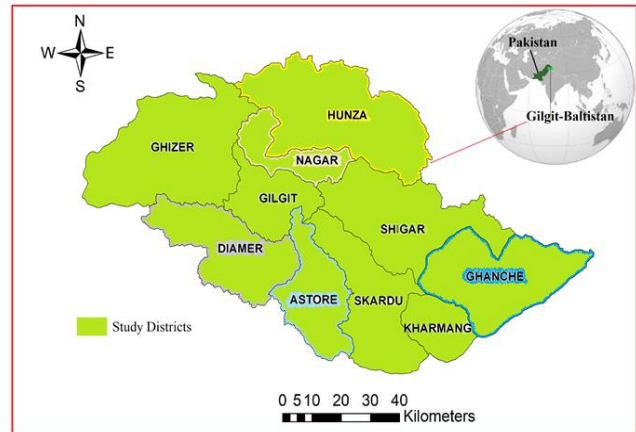 N
W E
S
Pakistan
Gilgit-Baltistan
HUNZA
GHIZER
NAGAR
GILGIT
SHIGAR
DIAMER
GHANCHE
ASTORE
SKARDU
KHARMANG
Study Districts
0 5 10 20 30 40
Kilometers